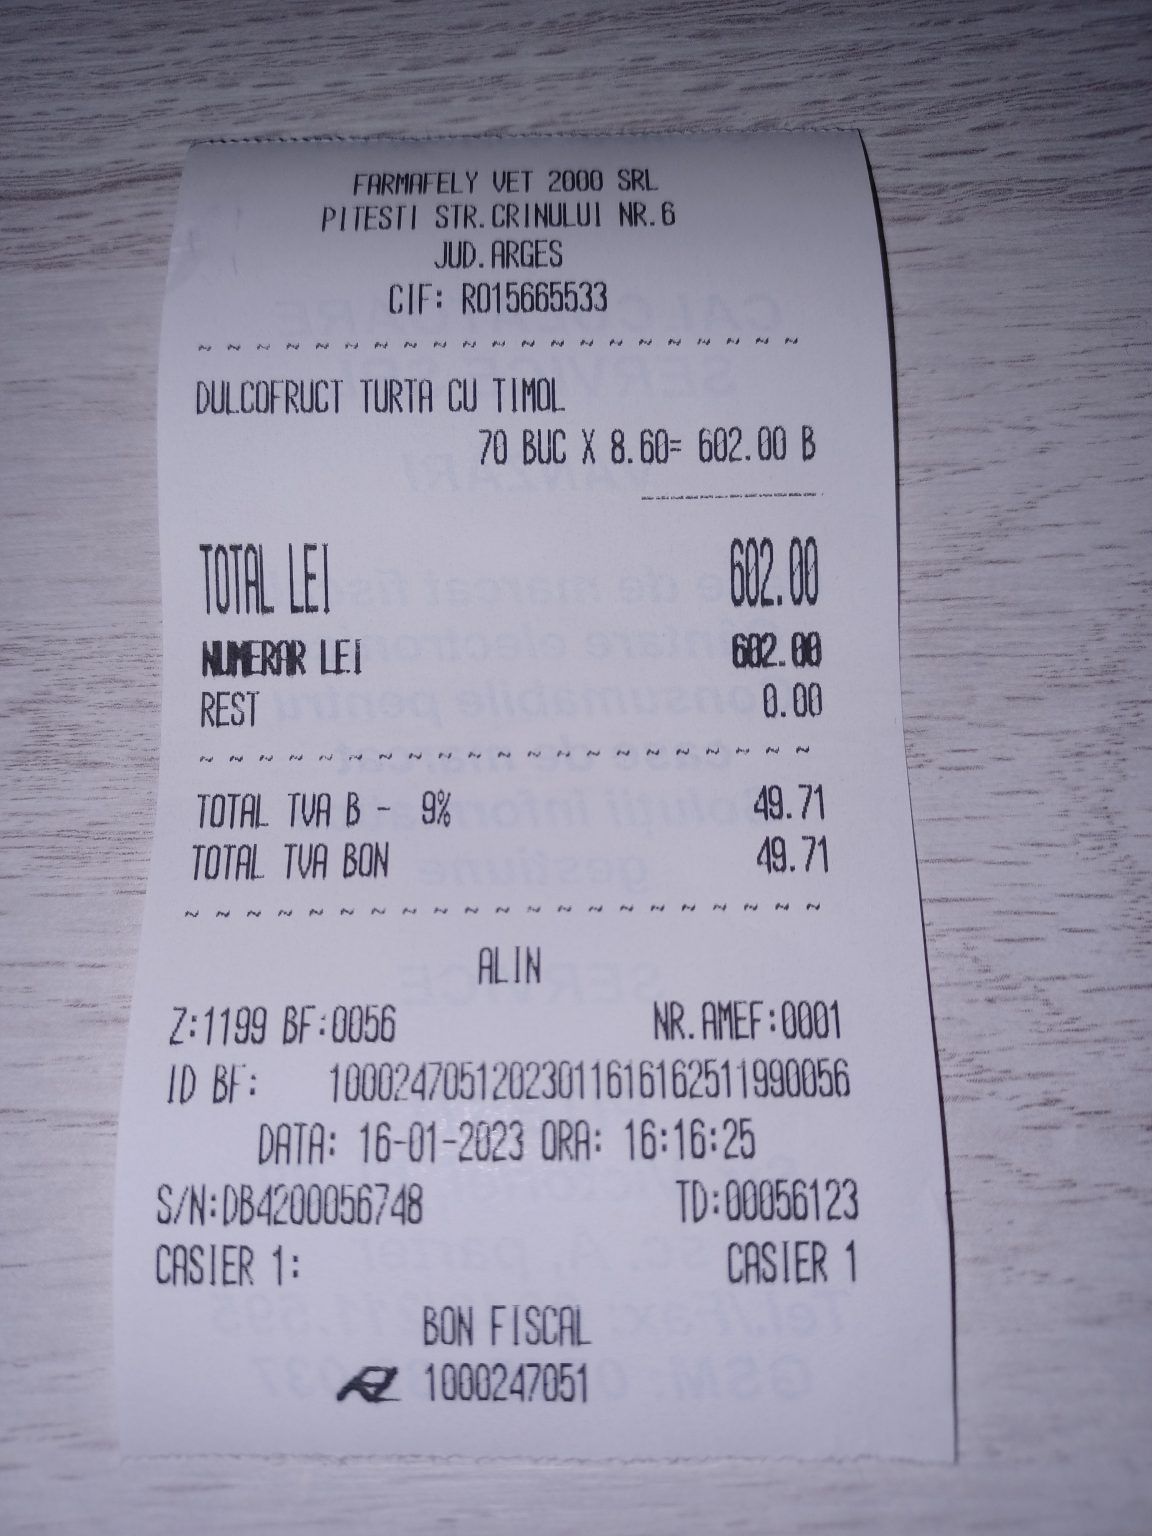 FARMAFELY VET 2000 SRL
PITESTI STR.CRINULUI NR.6
JUD.ARGES
CIF: RO15665533
~ ~ ~ ~ ~ ~ ~ ~ ~ ~ ~ ~ ~ ~ ~ ~ ~ ~ ~ ~ ~
DULCOFRUCT TURTA CU TIMOL
70 BUC X 8.60= 602.00 B
TOTAL LEI 602.00
NUMERAR LEI 602.00
REST 0.00
~ ~ ~ ~ ~ ~ ~ ~ ~ ~ ~ ~ ~ ~ ~ ~ ~ ~ ~ ~ ~
TOTAL TVA B - 9% 49.71
TOTAL TVA BON 49.71
~ ~ ~ ~ ~ ~ ~ ~ ~ ~ ~ ~ ~ ~ ~ ~ ~ ~ ~ ~ ~
ALIN
Z:1199 BF:0056 NR.AMEF:0001
ID BF: 10002470512023011616162511990056
DATA: 16-01-2023 ORA: 16:16:25
S/N:DB4200056748 TD:00056123
CASIER 1: CASIER 1
BON FISCAL
1000247051